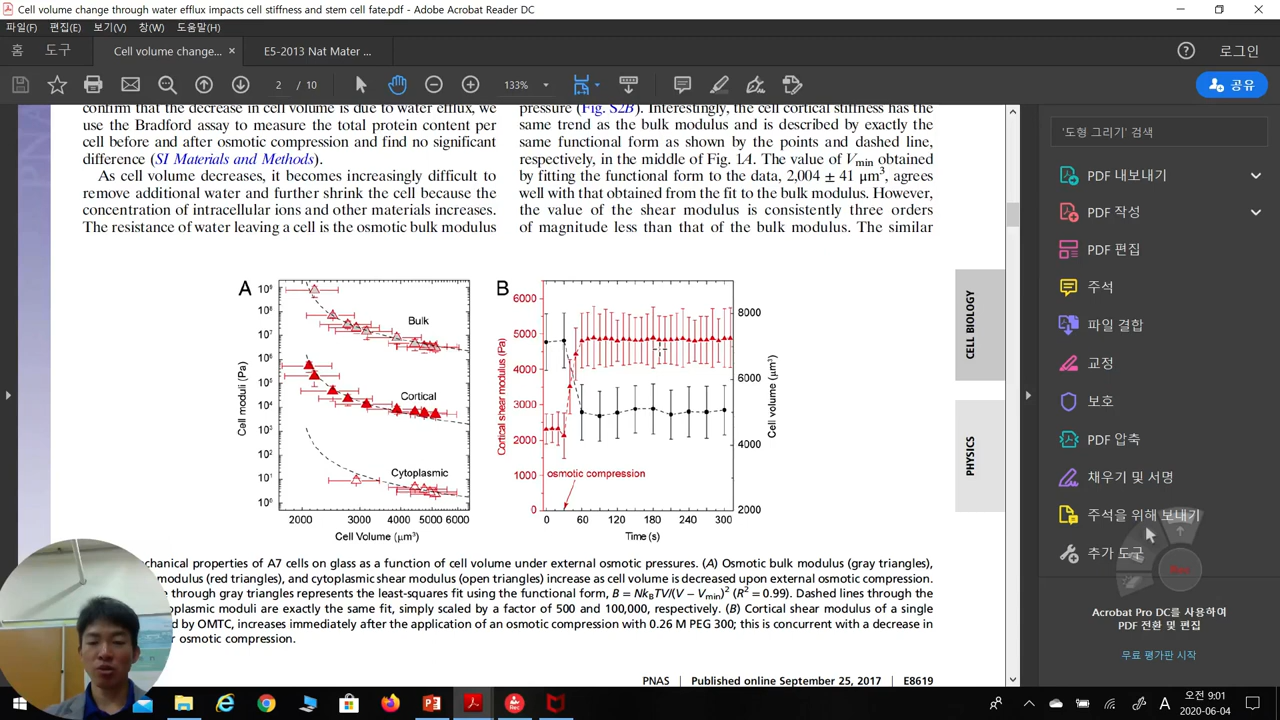 Cell volume change through water efflux impacts cell stiffness and stem cell fate.pdf - Adobe Acrobat Reader DC
파일(F) 편집(E) 보기(V) 창(W) 도움말(H)
홈 도구 Cell volume change... × E5-2013 Nat Mater ... 로그인
2 / 10 133% 공유
confirm that the decrease in cell volume is due to water efflux, we
use the Bradford assay to measure the total protein content per
cell before and after osmotic compression and find no significant
difference (SI Materials and Methods).
As cell volume decreases, it becomes increasingly difficult to
remove additional water and further shrink the cell because the
concentration of intracellular ions and other materials increases.
The resistance of water leaving a cell is the osmotic bulk modulus
pressure (Fig. S2B). Interestingly, the cell cortical stiffness has the
same trend as the bulk modulus and is described by exactly the
same functional form as shown by the points and dashed line,
respectively, in the middle of Fig. 1A. The value of Vmin obtained
by fitting the functional form to the data, 2,004 ± 41 μm³, agrees
well with that obtained from the fit to the bulk modulus. However,
the value of the shear modulus is consistently three orders
of magnitude less than that of the bulk modulus. The similar
A
Cell moduli (Pa)
10⁹
10⁸
10⁷
10⁶
10⁵
10⁴
10³
10²
10¹
10⁰
Bulk
Cortical
Cytoplasmic
2000 3000 4000 5000 6000
Cell Volume (μm³)
B
Cortical shear modulus (Pa)
6000
5000
4000
3000
2000
1000
0
osmotic compression
8000
6000
4000
2000
Cell volume (μm³)
0 60 120 180 240 300
Time (s)
CELL BIOLOGY
PHYSICS
chanical properties of A7 cells on glass as a function of cell volume under external osmotic pressures. (A) Osmotic bulk modulus (gray triangles),
modulus (red triangles), and cytoplasmic shear modulus (open triangles) increase as cell volume is decreased upon external osmotic compression.
through gray triangles represents the least-squares fit using the functional form, B = NkBTV/(V − Vmin)² (R² = 0.99). Dashed lines through the
toplasmic moduli are exactly the same fit, simply scaled by a factor of 500 and 100,000, respectively. (B) Cortical shear modulus of a single
d by OMTC, increases immediately after the application of an osmotic compression with 0.26 M PEG 300; this is concurrent with a decrease in
r osmotic compression.
PNAS | Published online September 25, 2017 | E8619
'도형 그리기' 검색
PDF 내보내기
PDF 작성
PDF 편집
주석
파일 결합
교정
보호
PDF 압축
채우기 및 서명
주석을 위해 보내기
추가 도구
Acrobat Pro DC를 사용하여
PDF 전환 및 편집
무료 평가판 시작
A 오전 9:01
2020-06-04